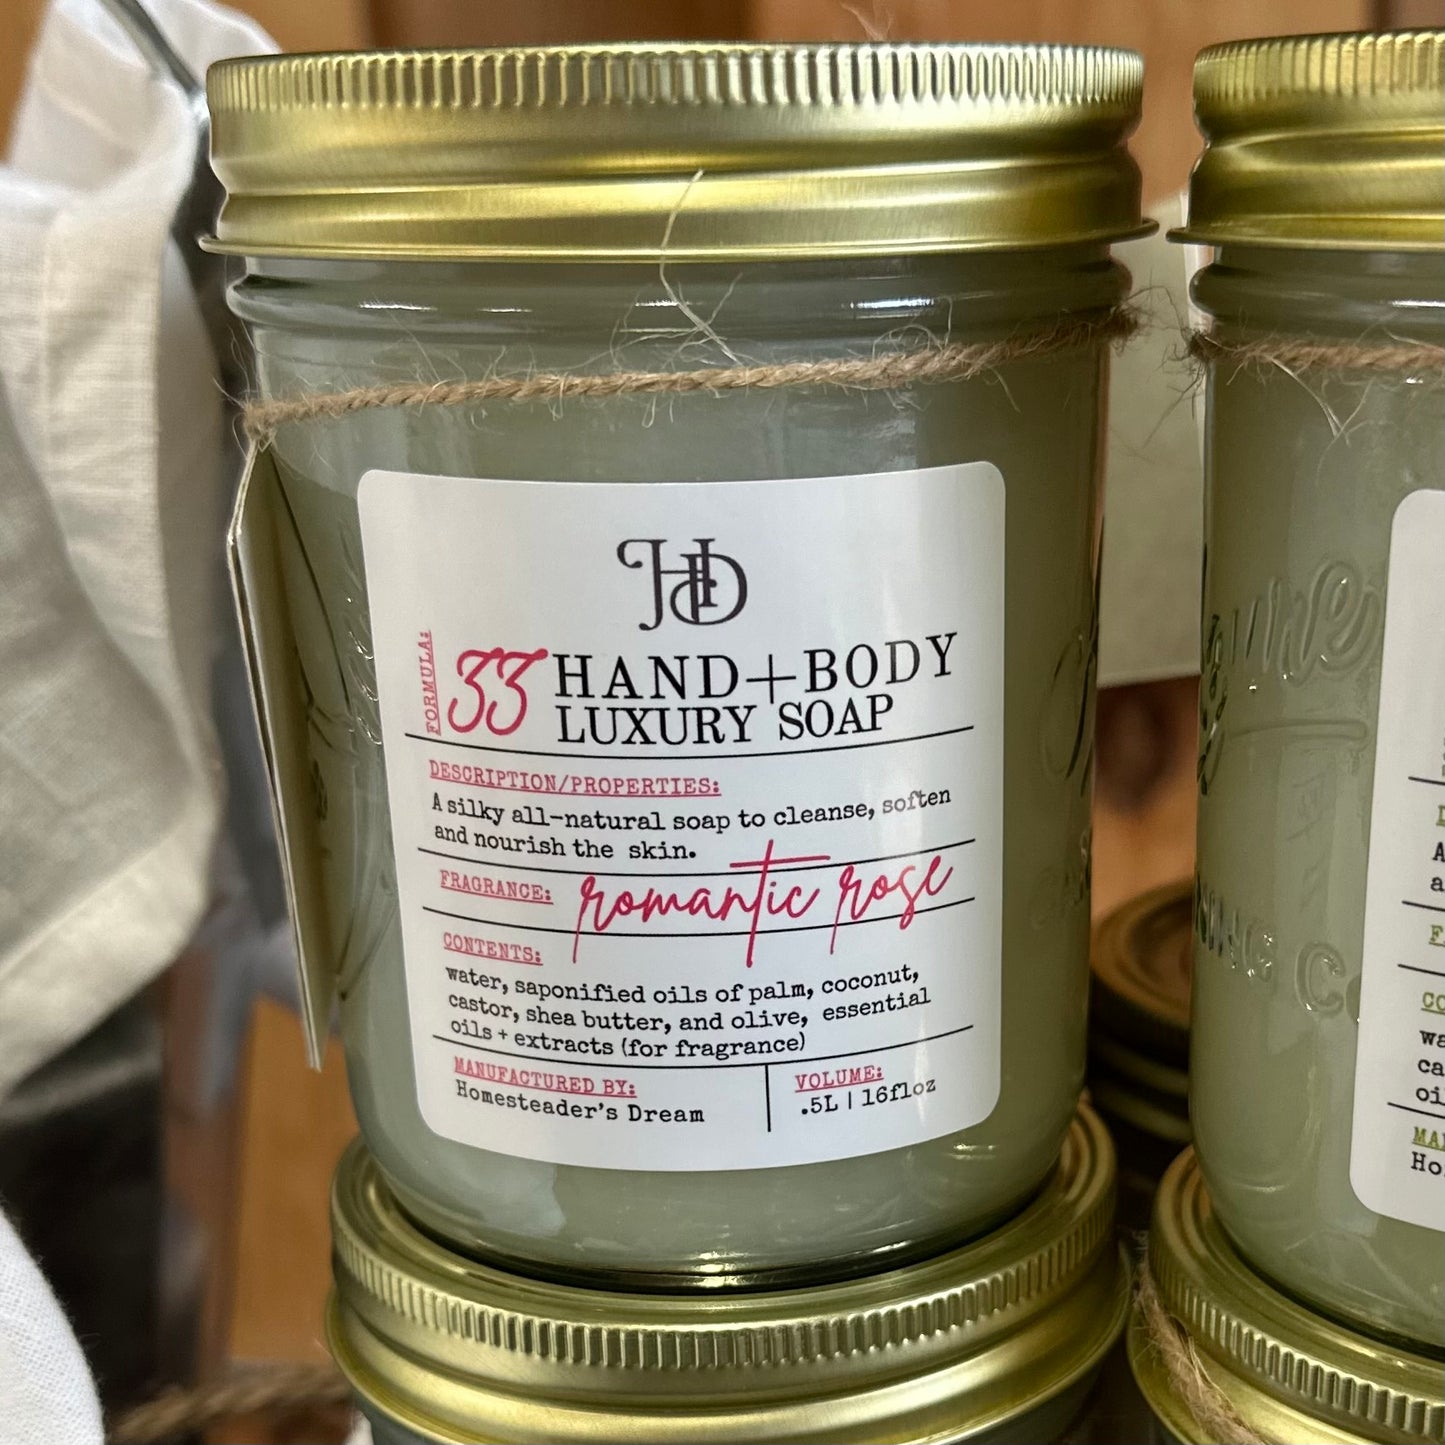 HD
FORMULA:
33
HAND+BODY
LUXURY SOAP
DESCRIPTION/PROPERTIES:
A silky all-natural soap to cleanse, soften
and nourish the skin.
FRAGRANCE: romantic rose
CONTENTS:
water, saponified oils of palm, coconut,
castor, shea butter, and olive, essential
oils + extracts (for fragrance)
MANUFACTURED BY:
Homesteader's Dream
VOLUME:
.5L | 16floz